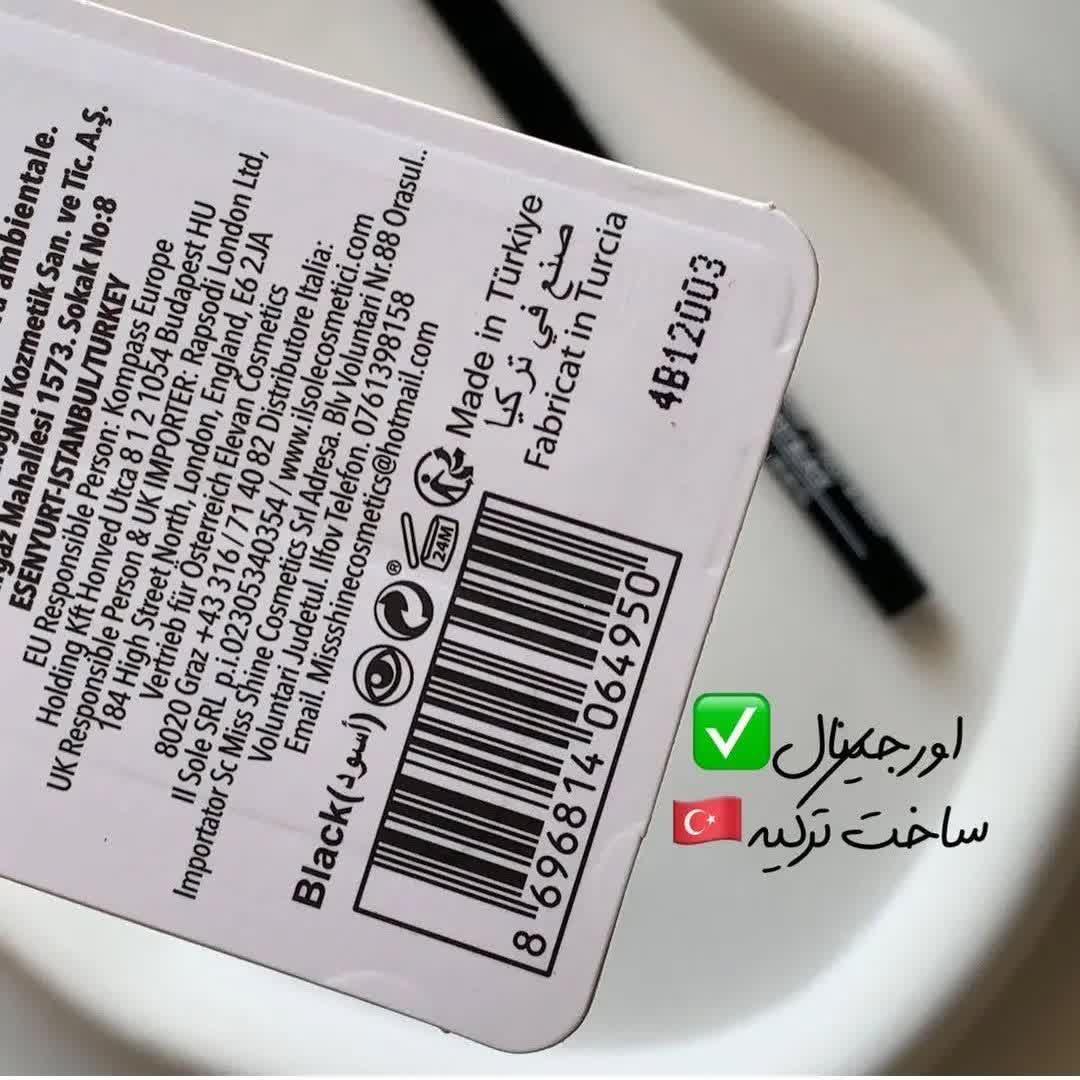 ambientale.
Kozmetik San. ve Tic. A.Ş.
Mahallesi 1573. Sokak No:8
ESENYURT-ISTANBUL/TURKEY
EU Responsible Person: Kompass Europe
Holding Kft Honved Utca 8 1 2 1054 Budapest HU
UK Responsible Person & UK IMPORTER: Rapsodi London Ltd,
184 High Street North, London, England, E6 2JA
Vertrieb für Österreich Elevan Cosmetics
8020 Graz +43 316 / 71 40 82 Distributore Italia:
Il Sole SRL p.i.02305340354 / www.ilsolecosmetici.com
Importator Sc Miss Shine Cosmetics Srl Adresa. Blv Voluntari Nr.88 Orasul..
Voluntari Judetul. Ilfov Telefon. 0761398158
Email. Missshinecosmetics@hotmail.com
Black(أسود)
24M
Made in Türkiye
صنع في تركيا
Fabricat in Turcia
8 696814 064950
4B12003
اورجینال
ساخت ترکیه